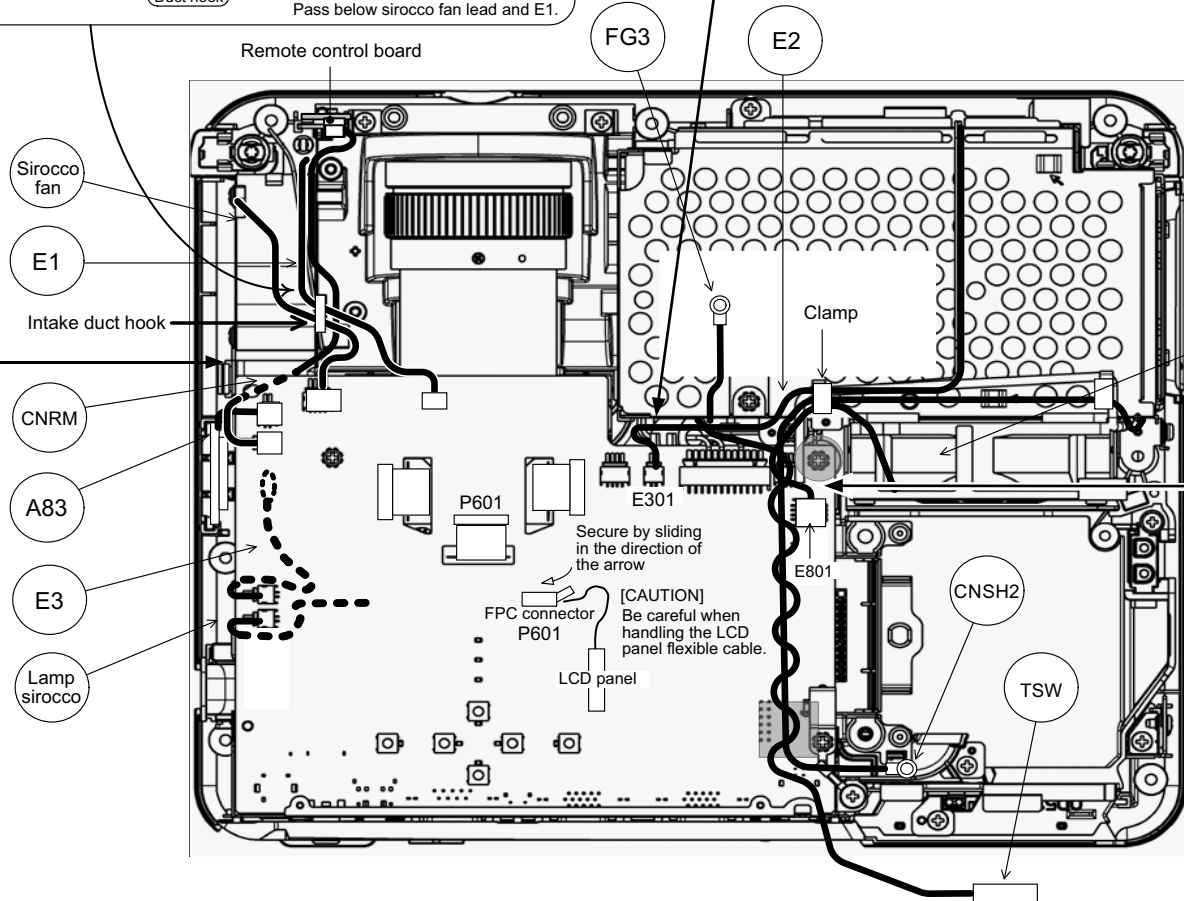 Duct hook
Pass below sirocco fan lead and E1.
FG3
E2
Remote control board
Sirocco
fan
E1
Intake duct hook
Clamp
CNRM
A83
E301
P601
Secure by sliding
in the direction of
the arrow
E801
E3
[CAUTION]
Be careful when
handling the LCD
panel flexible cable.
FPC connector
P601
CNSH2
Lamp
sirocco
LCD panel
TSW